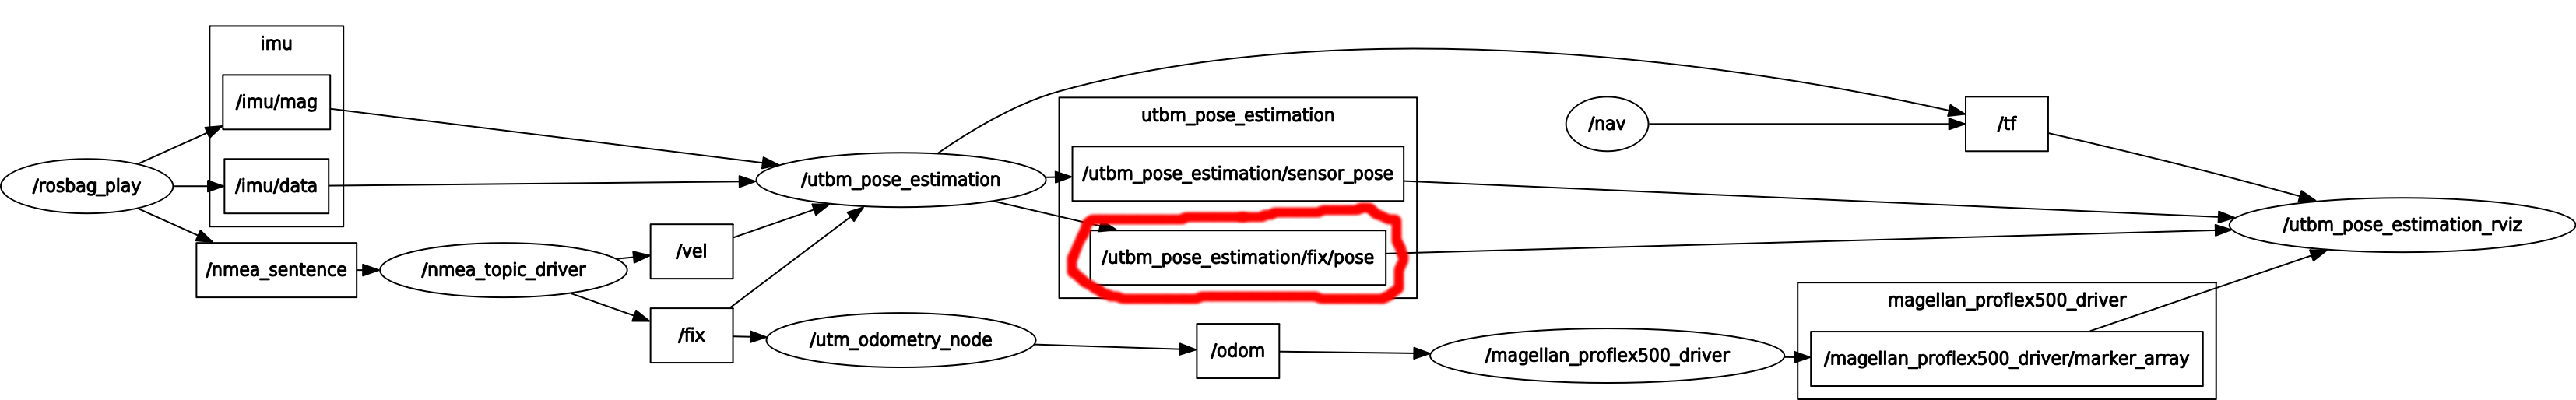 imu
/imu/mag
/rosbag_play
/imu/data
/nmea_sentence
/nmea_topic_driver
/vel
/fix
/utbm_pose_estimation
/utm_odometry_node
utbm_pose_estimation
/utbm_pose_estimation/sensor_pose
/utbm_pose_estimation/fix/pose
/odom
/nav
/magellan_proflex500_driver
/tf
magellan_proflex500_driver
/magellan_proflex500_driver/marker_array
/utbm_pose_estimation_rviz